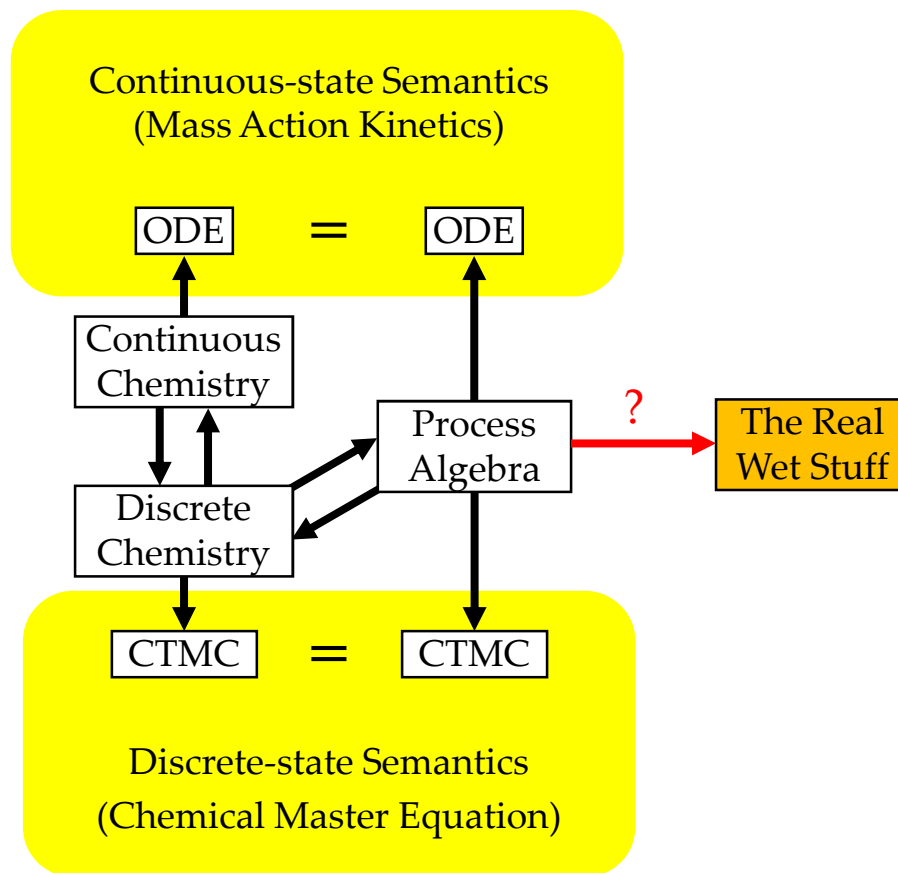 Continuous-state Semantics
(Mass Action Kinetics)
ODE = ODE
Continuous
Chemistry
?
Process
Algebra
The Real
Wet Stuff
Discrete
Chemistry
CTMC = CTMC
Discrete-state Semantics
(Chemical Master Equation)